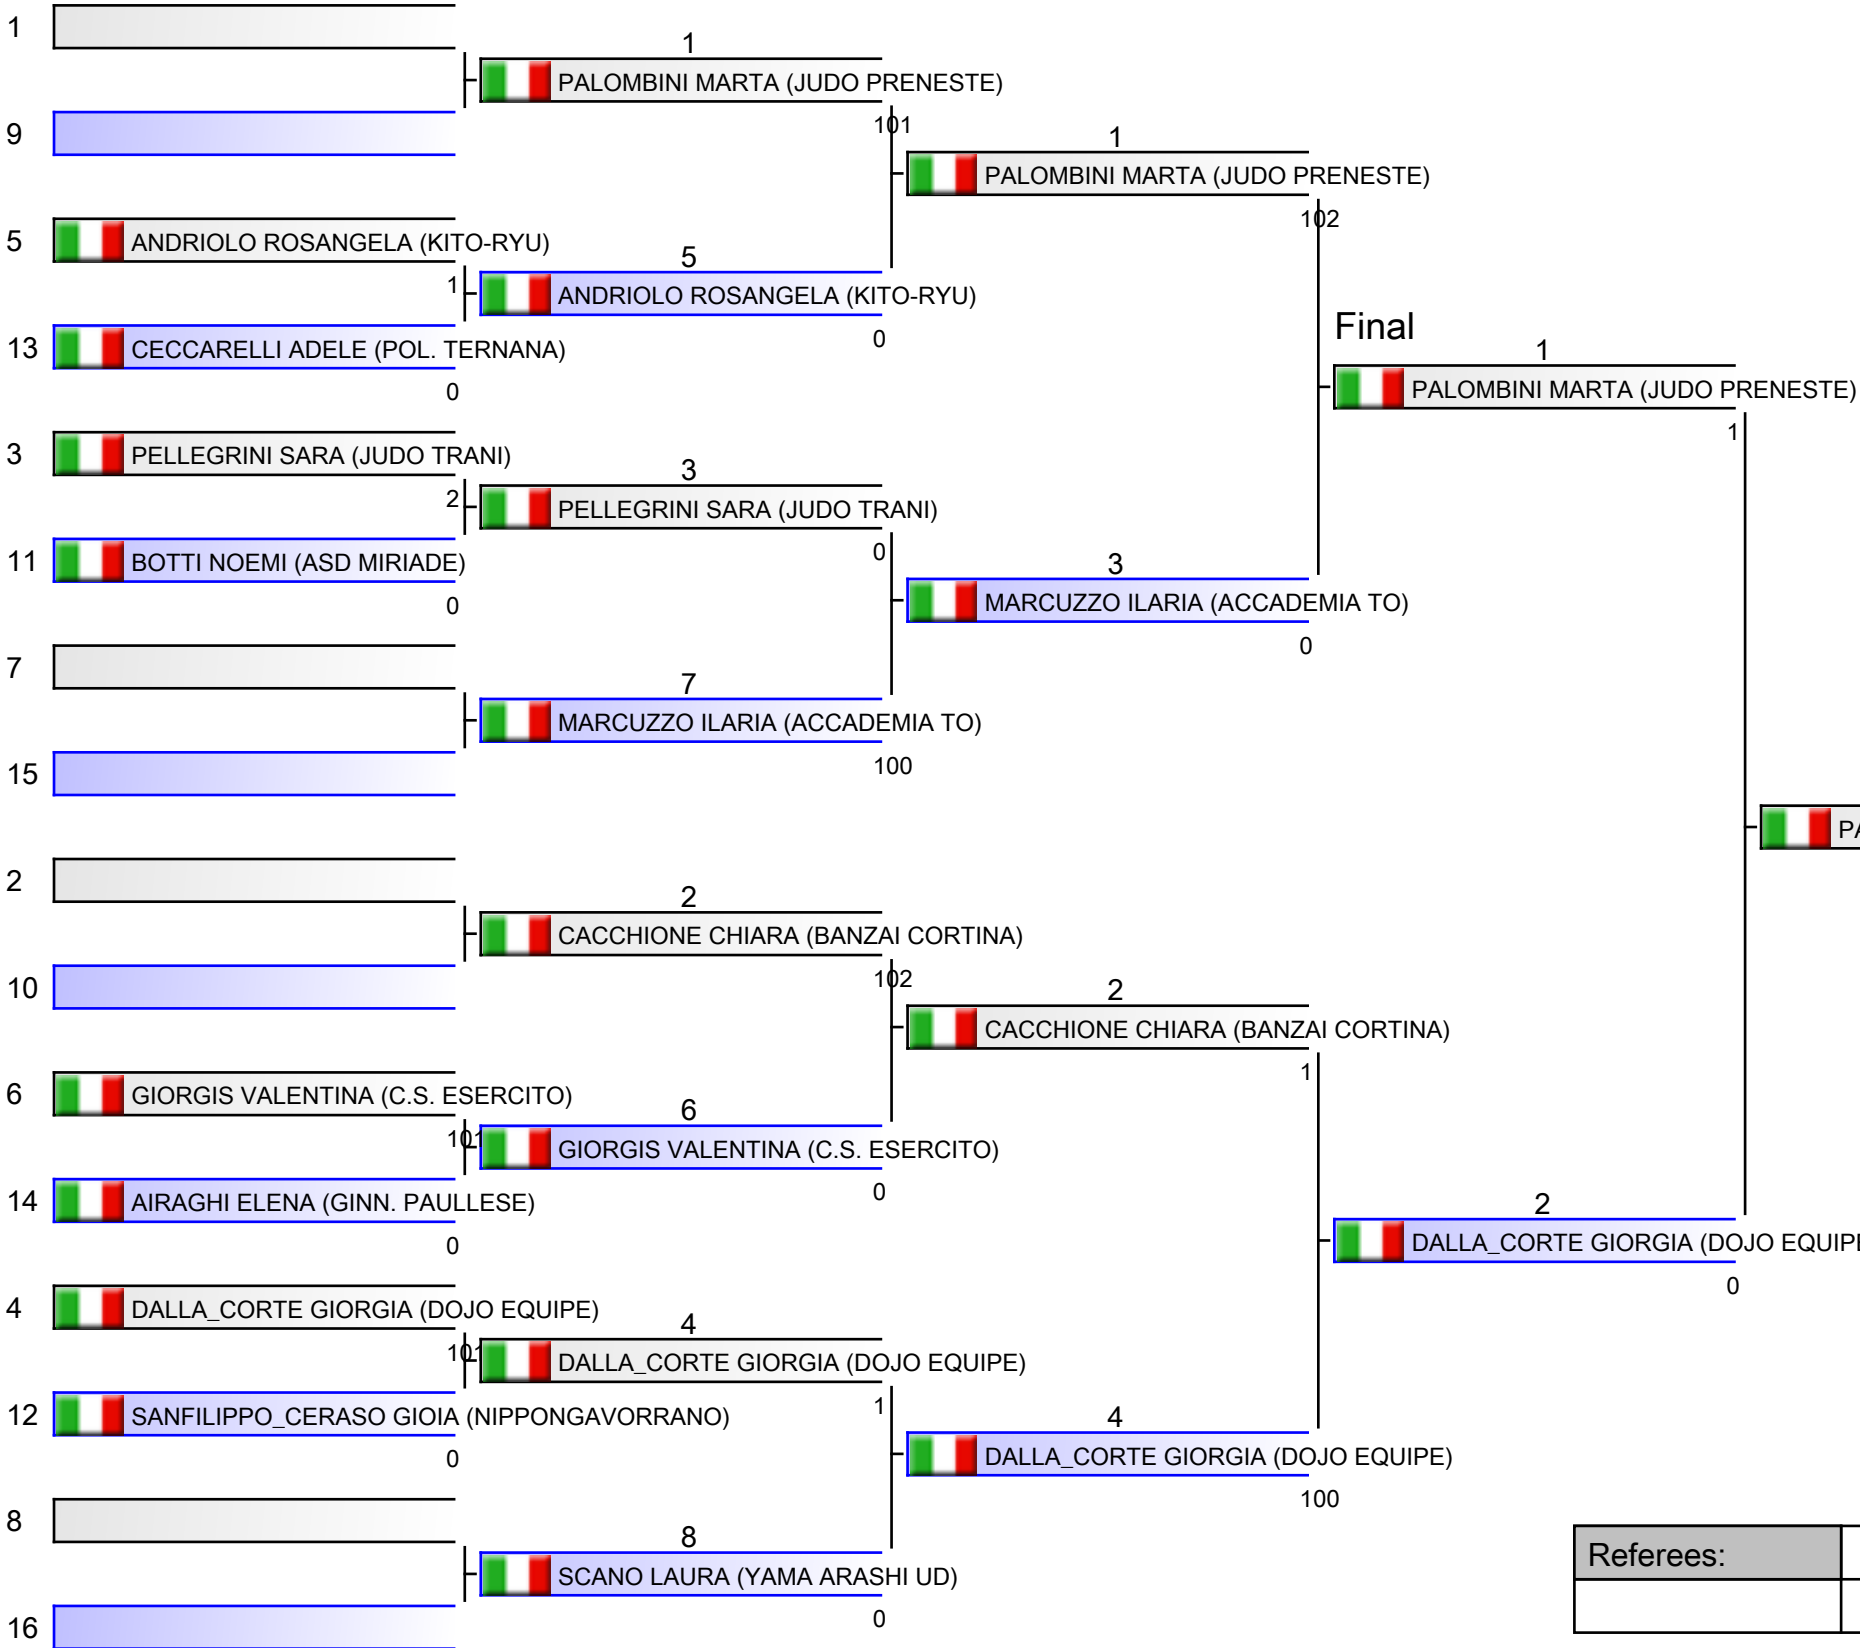 1
1
PALOMBINI MARTA (JUDO PRENESTE)
9
101
1
PALOMBINI MARTA (JUDO PRENESTE)
102
5
ANDRIOLO ROSANGELA (KITO-RYU)
5
1
ANDRIOLO ROSANGELA (KITO-RYU)
0
13
CECCARELLI ADELE (POL. TERNANA)
0
Final
1
PALOMBINI MARTA (JUDO PRENESTE)
1
3
PELLEGRINI SARA (JUDO TRANI)
3
2
PELLEGRINI SARA (JUDO TRANI)
0
11
BOTTI NOEMI (ASD MIRIADE)
0
3
MARCUZZO ILARIA (ACCADEMIA TO)
0
7
7
MARCUZZO ILARIA (ACCADEMIA TO)
100
15
PA
2
2
CACCHIONE CHIARA (BANZAI CORTINA)
102
10
2
CACCHIONE CHIARA (BANZAI CORTINA)
1
6
GIORGIS VALENTINA (C.S. ESERCITO)
6
101
GIORGIS VALENTINA (C.S. ESERCITO)
0
14
AIRAGHI ELENA (GINN. PAULLESE)
0
2
DALLA_CORTE GIORGIA (DOJO EQUIPE
0
4
DALLA_CORTE GIORGIA (DOJO EQUIPE)
4
101
DALLA_CORTE GIORGIA (DOJO EQUIPE)
1
12
SANFILIPPO_CERASO GIOIA (NIPPONGAVORRANO)
0
4
DALLA_CORTE GIORGIA (DOJO EQUIPE)
100
8
8
SCANO LAURA (YAMA ARASHI UD)
0
16
Referees: